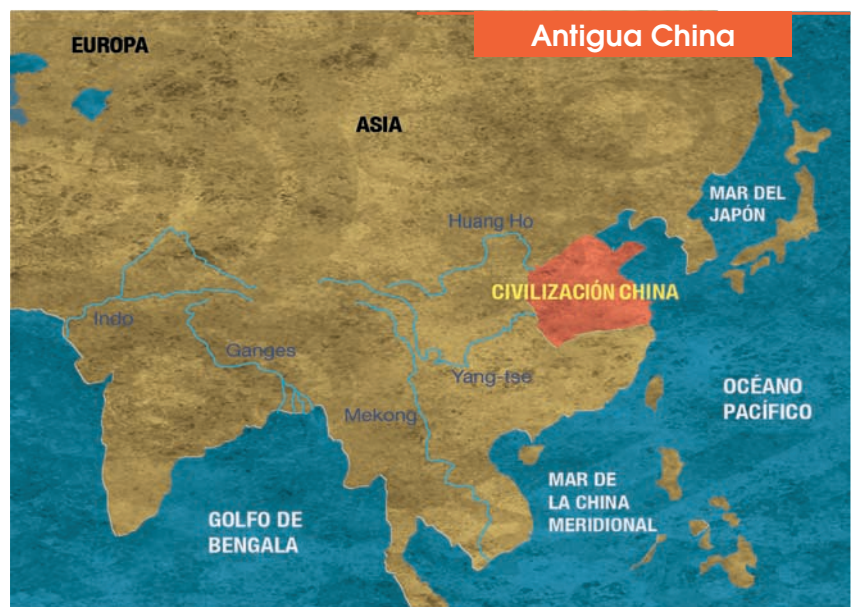 Antigua China
EUROPA
ASIA
MAR DEL
JAPÓN
Huang Ho
CIVILIZACIÓN CHINA
Indo
Ganges
Yang-tse
Mekong
OCÉANO
PACÍFICO
MAR DE
LA CHINA
MERIDIONAL
GOLFO DE
BENGALA